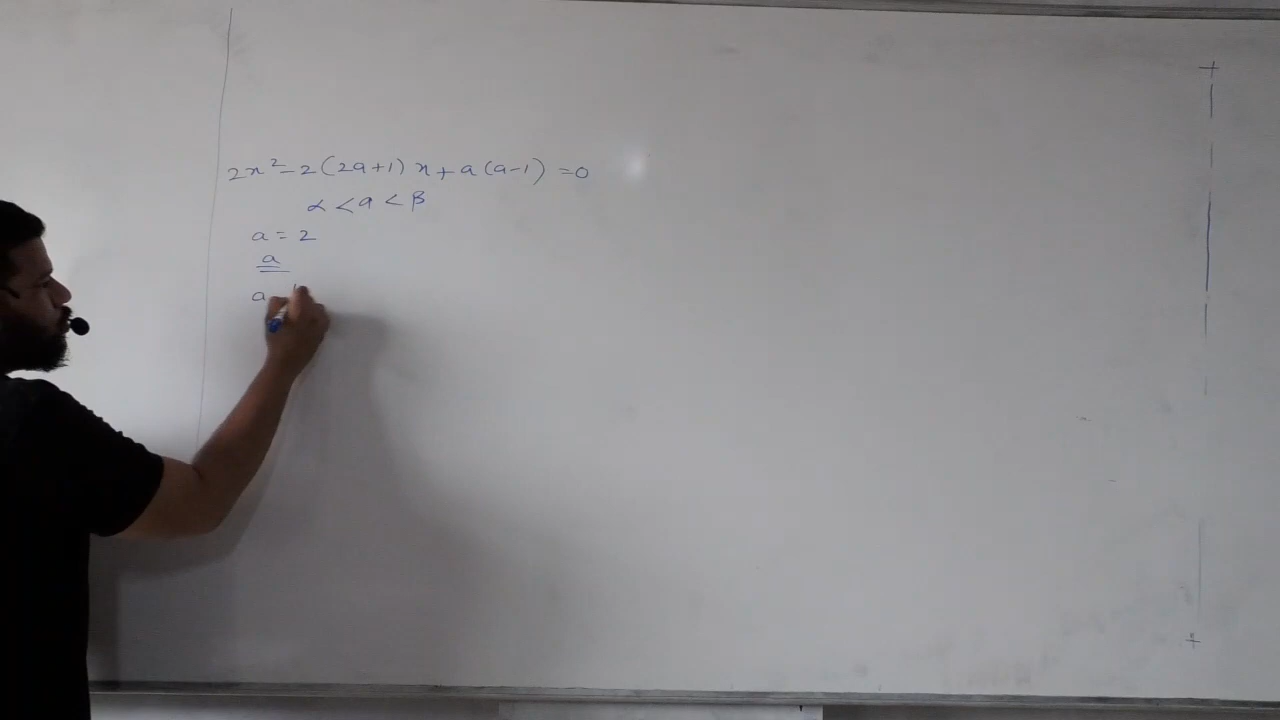 2x² - 2(2a+1)x + a(a-1) = 0
α < a < β
a = 2
a
a